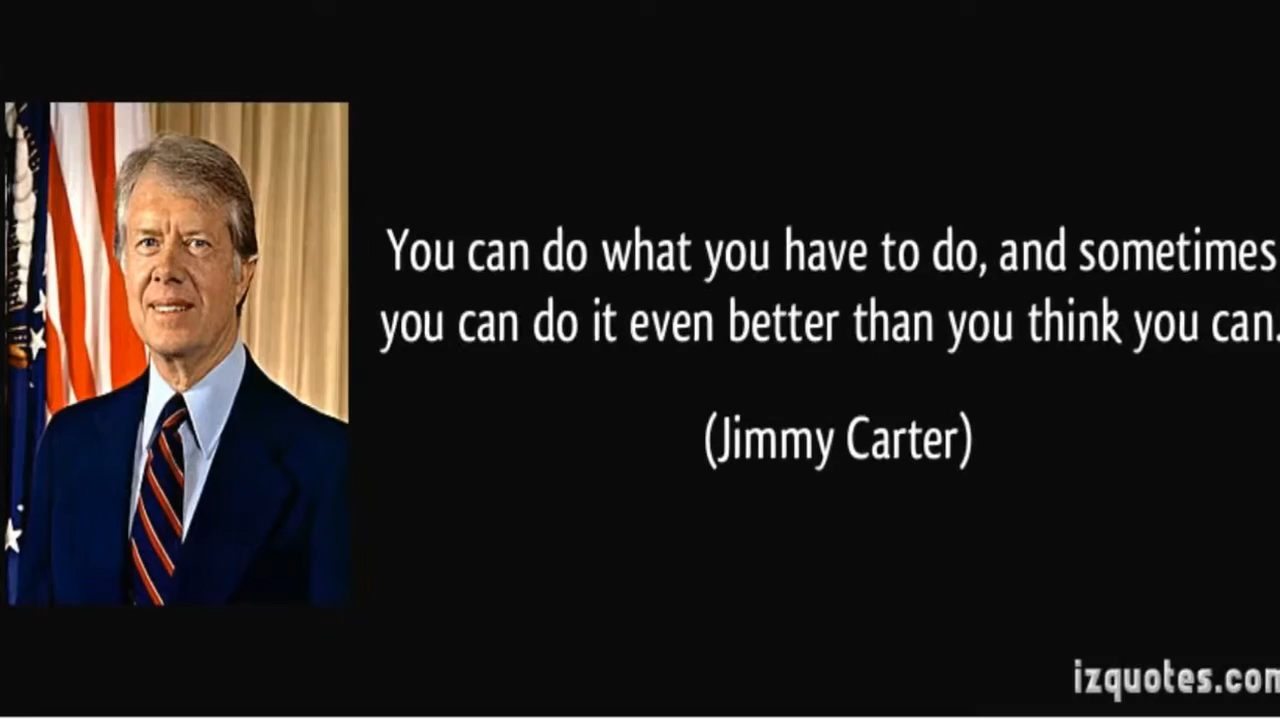 You can do what you have to do, and sometimes
you can do it even better than you think you can.
(Jimmy Carter)
izquotes.com